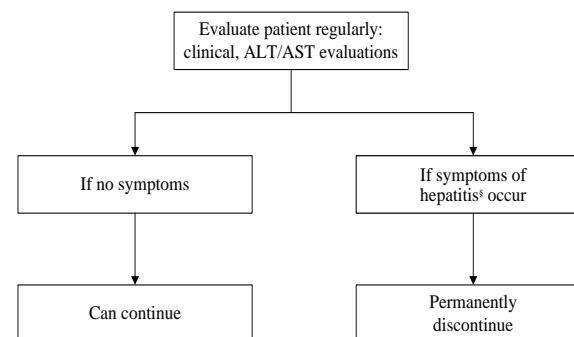 Evaluate patient regularly:
clinical, ALT/AST evaluations
If no symptoms
If symptoms of
hepatitis§ occur
Can continue
Permanently
discontinue